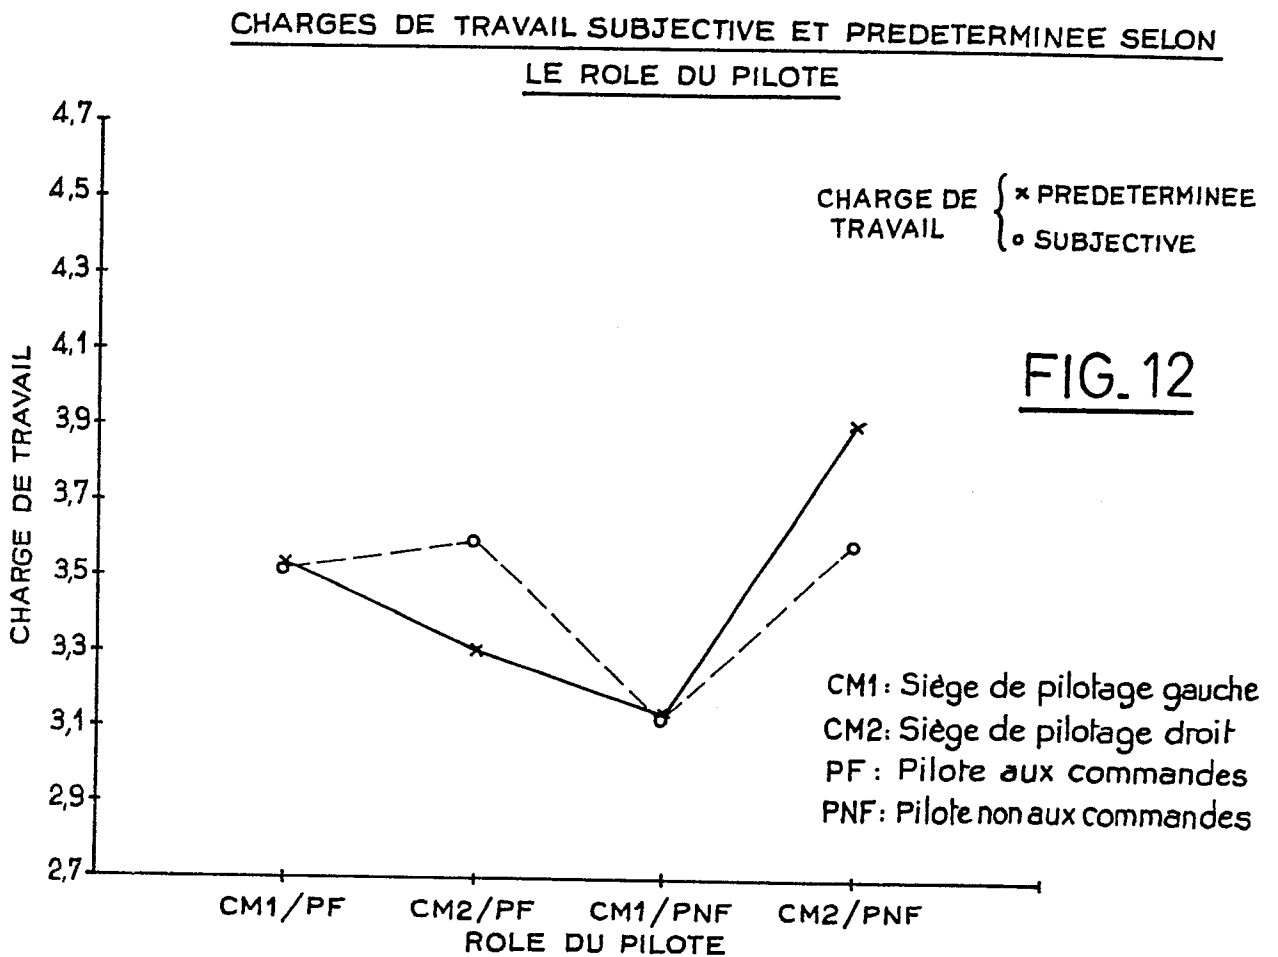 CHARGES DE TRAVAIL SUBJECTIVE ET PREDETERMINEE SELON
LE ROLE DU PILOTE
4,7
4,5
4,3
4,1
3,9
3,7
3,5
3,3
3,1
2,9
2,7
CHARGE DE TRAVAIL
CHARGE DE
TRAVAIL
x PREDETERMINEE
o SUBJECTIVE
FIG. 12
CM1: Siège de pilotage gauche
CM2: Siège de pilotage droit
PF: Pilote aux commandes
PNF: Pilote non aux commandes
CM1/PF CM2/PF CM1/PNF CM2/PNF
ROLE DU PILOTE